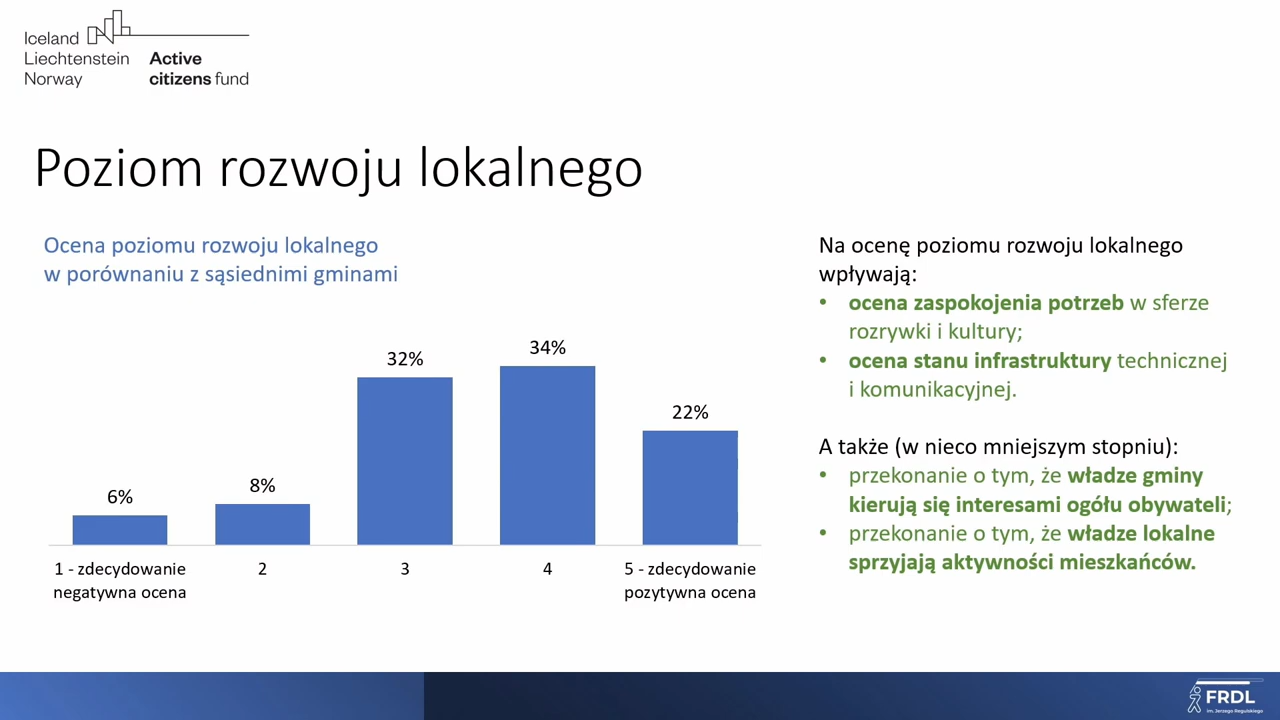 Iceland
Liechtenstein
Norway
Active
citizens fund
Poziom rozwoju lokalnego
Ocena poziomu rozwoju lokalnego
w porównaniu z sąsiednimi gminami
6%
8%
32%
34%
22%
1 - zdecydowanie
negatywna ocena
2
3
4
5 - zdecydowanie
pozytywna ocena
Na ocenę poziomu rozwoju lokalnego
wpływają:
• ocena zaspokojenia potrzeb w sferze
rozrywki i kultury;
• ocena stanu infrastruktury technicznej
i komunikacyjnej.
A także (w nieco mniejszym stopniu):
• przekonanie o tym, że władze gminy
kierują się interesami ogółu obywateli;
• przekonanie o tym, że władze lokalne
sprzyjają aktywności mieszkańców.
FRDL
im. Jerzego Regulskiego